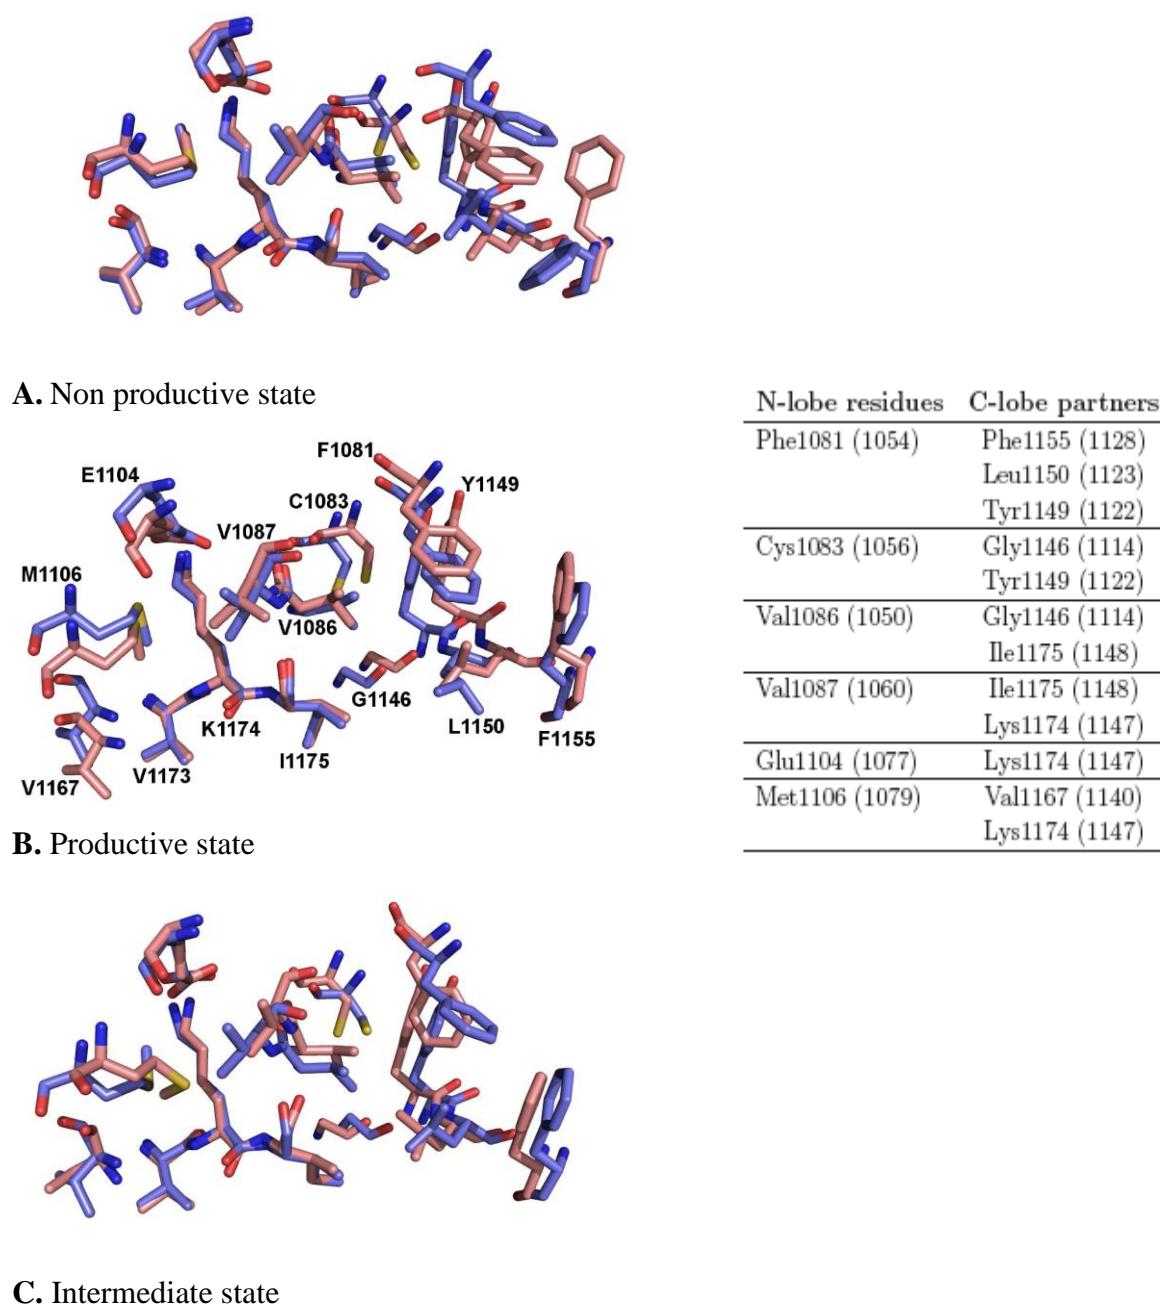 A. Non productive state
N-lobe residues C-lobe partners
Phe1081 (1054) Phe1155 (1128)
Leu1150 (1123)
Tyr1149 (1122)
Cys1083 (1056) Gly1146 (1114)
Tyr1149 (1122)
Val1086 (1050) Gly1146 (1114)
Ile1175 (1148)
Val1087 (1060) Ile1175 (1148)
Lys1174 (1147)
Glu1104 (1077) Lys1174 (1147)
Met1106 (1079) Val1167 (1140)
Lys1174 (1147)
F1081
E1104
Y1149
C1083
V1087
M1106
V1086
G1146
K1174
L1150
F1155
I1175
V1173
V1167
B. Productive state
C. Intermediate state